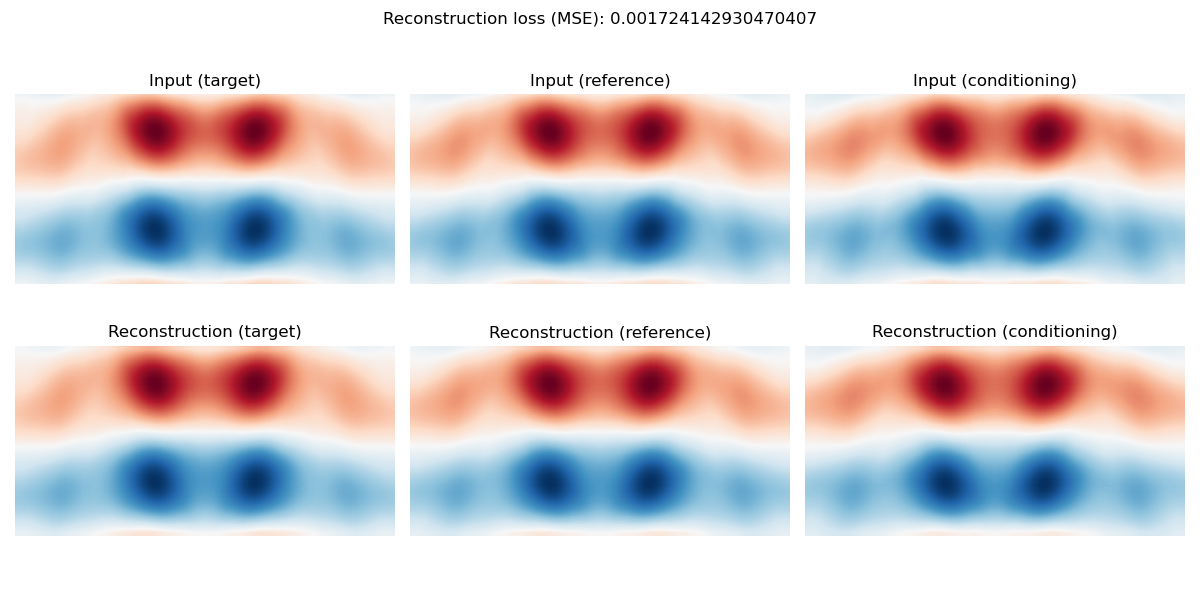 Reconstruction loss (MSE): 0.001724142930470407
Input (target)
Input (reference)
Input (conditioning)
Reconstruction (target)
Reconstruction (reference)
Reconstruction (conditioning)